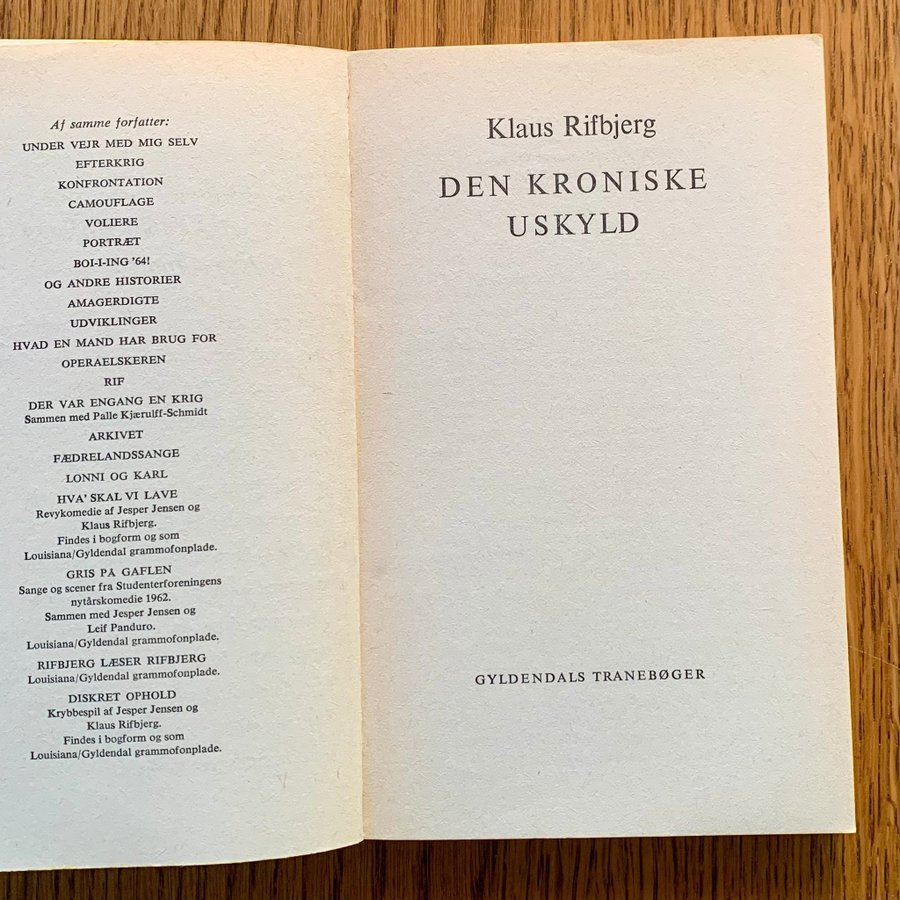 Af samme forfatter:
UNDER VEJR MED MIG SELV
EFTERKRIG
KONFRONTATION
CAMOUFLAGE
VOLIERE
PORTRÆT
BOI-I-ING '64!
OG ANDRE HISTORIER
AMAGERDIGTE
UDVIKLINGER
HVAD EN MAND HAR BRUG FOR
OPERAELSKEREN
RIF
DER VAR ENGANG EN KRIG
Sammen med Palle Kjærulff-Schmidt
ARKIVET
FÆDRELANDSSANGE
LONNI OG KARL
HVA' SKAL VI LAVE
Revykomedie af Jesper Jensen og
Klaus Rifbjerg.
Findes i bogform og som
Louisiana/Gyldendal grammofonplade.
GRIS PÅ GAFLEN
Sange og scener fra Studenterforeningens
nytårskomedie 1962.
Sammen med Jesper Jensen og
Leif Panduro.
Louisiana/Gyldendal grammofonplade.
RIFBJERG LÆSER RIFBJERG
Louisiana/Gyldendal grammofonplade.
DISKRET OPHOLD
Krybbespil af Jesper Jensen og
Klaus Rifbjerg.
Findes i bogform og som
Louisiana/Gyldendal grammofonplade.
Klaus Rifbjerg
DEN KRONISKE
USKYLD
GYLDENDALS TRANEBØGER